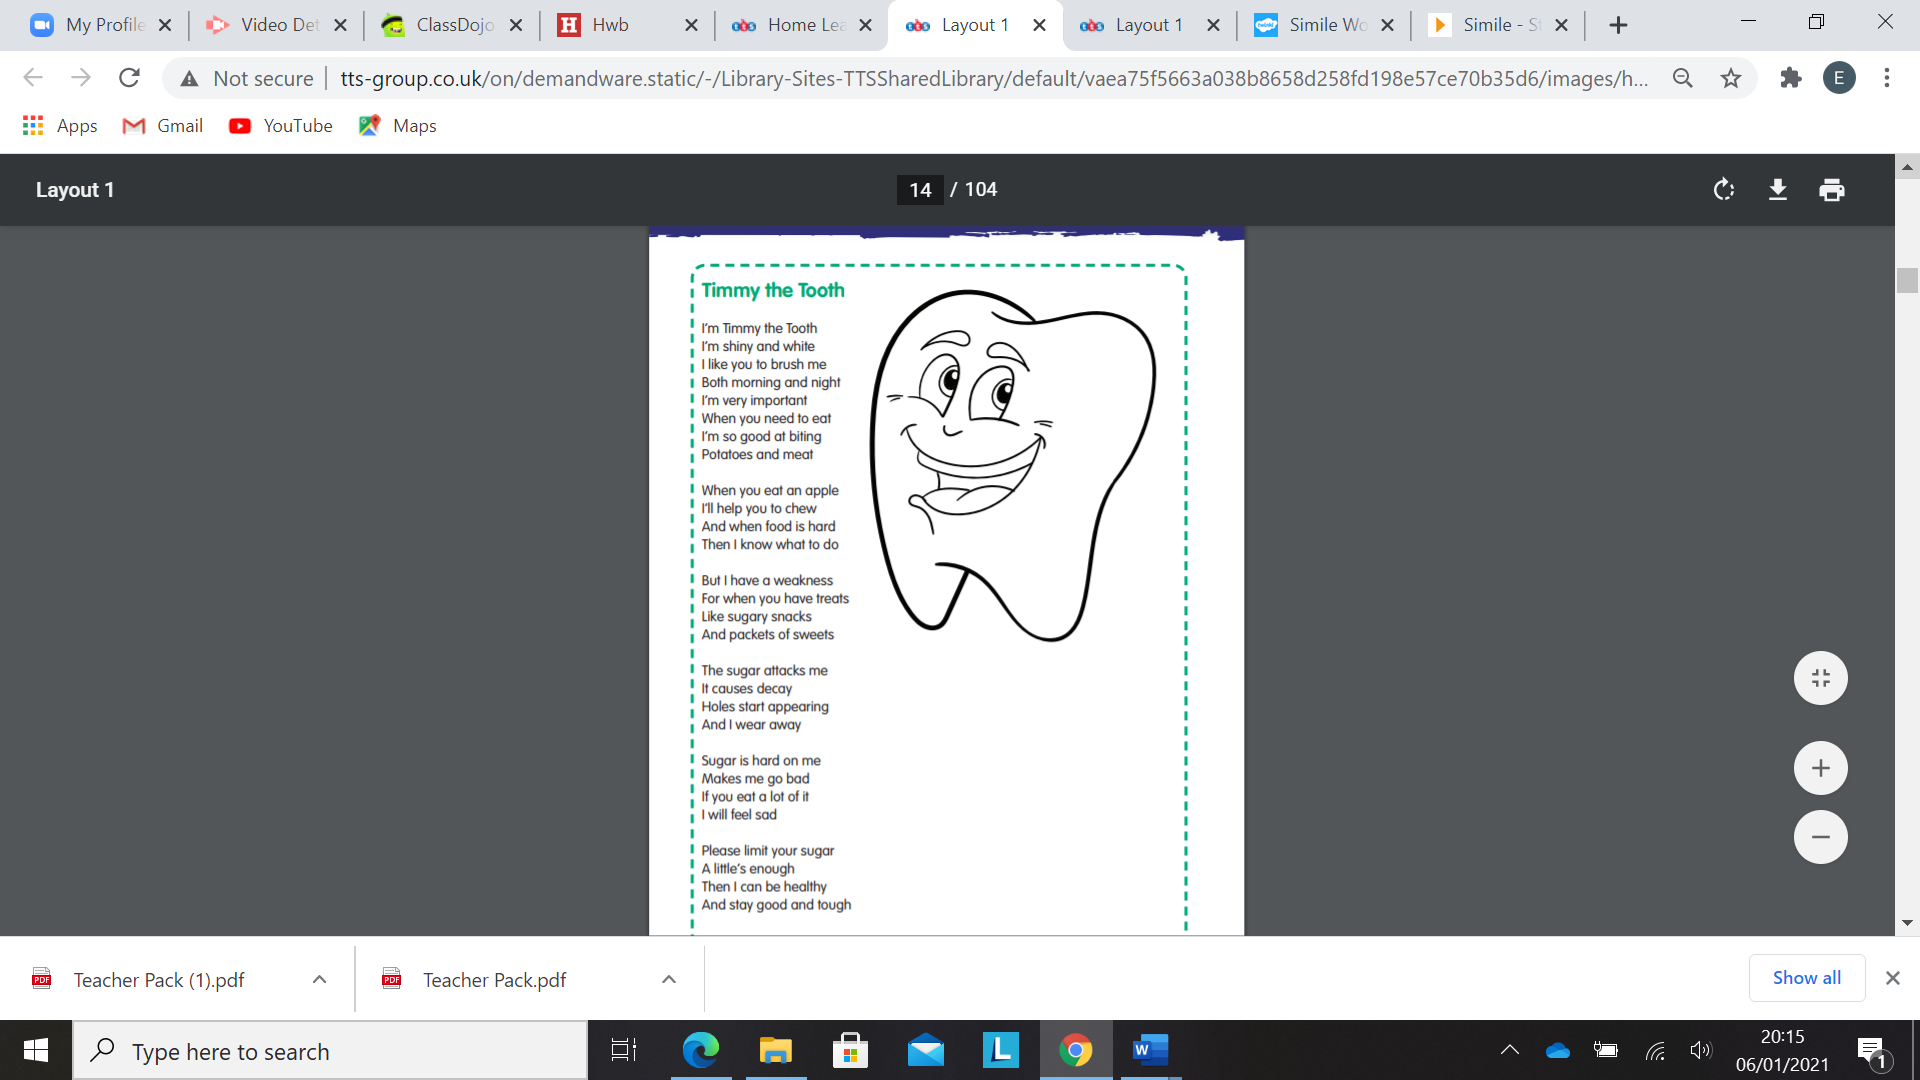 My Profile
Video Det
ClassDojo
Hwb
Home Lea
Layout 1
Layout 1
Simile Wo
Simile - St
Not secure
tts-group.co.uk/on/demandware.static/-/Library-Sites-TTSSharedLibrary/default/vaea75f5663a038b8658d258fd198e57ce70b35d6/images/h...
E
Apps
Gmail
YouTube
Maps
Layout 1
14 / 104
Timmy the Tooth
I'm Timmy the Tooth
I'm shiny and white
I like you to brush me
Both morning and night
I'm very important
When you need to eat
I'm so good at biting
Potatoes and meat
When you eat an apple
I'll help you to chew
And when food is hard
Then I know what to do
But I have a weakness
For when you have treats
Like sugary snacks
And packets of sweets
The sugar attacks me
It causes decay
Holes start appearing
And I wear away
Sugar is hard on me
Makes me go bad
If you eat a lot of it
I will feel sad
Please limit your sugar
A little's enough
Then I can be healthy
And stay good and tough
PDF
Teacher Pack (1).pdf
PDF
Teacher Pack.pdf
Show all
Type here to search
L
W
20:15
06/01/2021
1